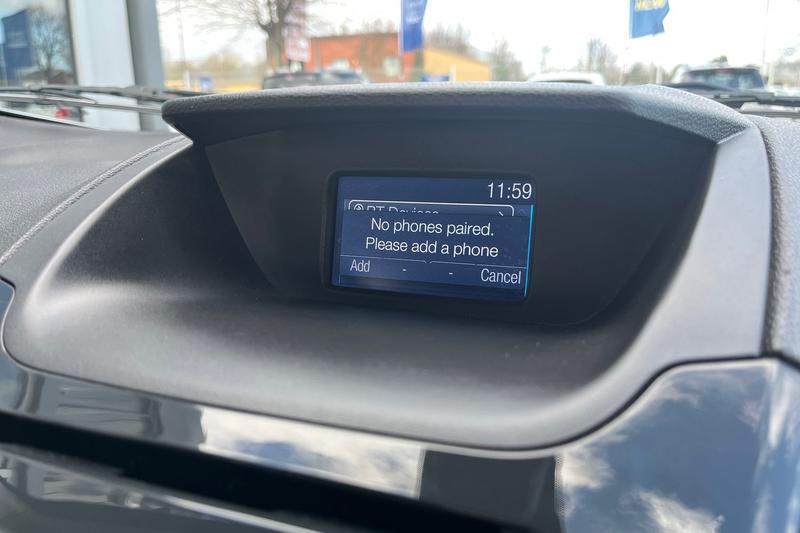 11:59
BT Devices
No phones paired.
Please add a phone
Add - - Cancel